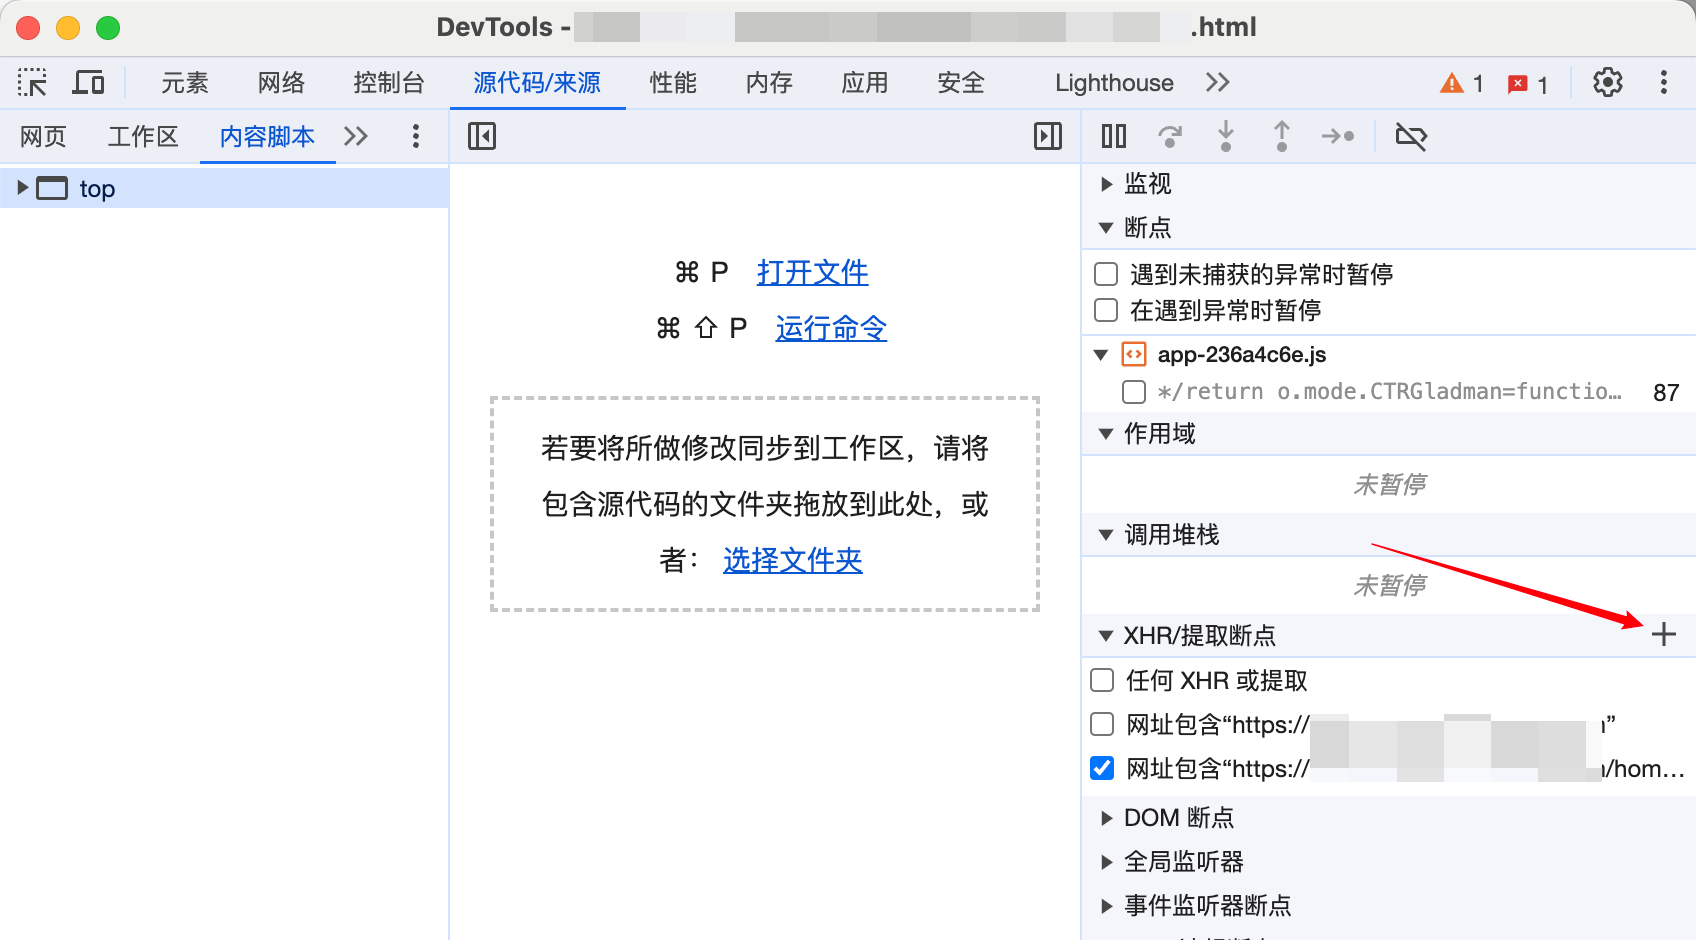 DevTools - .html
元素 网络 控制台 源代码/来源 性能 内存 应用 安全 Lighthouse 1 1
网页 工作区 内容脚本
top
⌘ P 打开文件
⌘ ⇧ P 运行命令
若要将所做修改同步到工作区，请将
包含源代码的文件夹拖放到此处，或
者： 选择文件夹
监视
断点
遇到未捕获的异常时暂停
在遇到异常时暂停
app-236a4c6e.js
*/return o.mode.CTRGladman=functio… 87
作用域
未暂停
调用堆栈
未暂停
XHR/提取断点
任何 XHR 或提取
网址包含“https:// ”
网址包含“https:// /hom…
DOM 断点
全局监听器
事件监听器断点